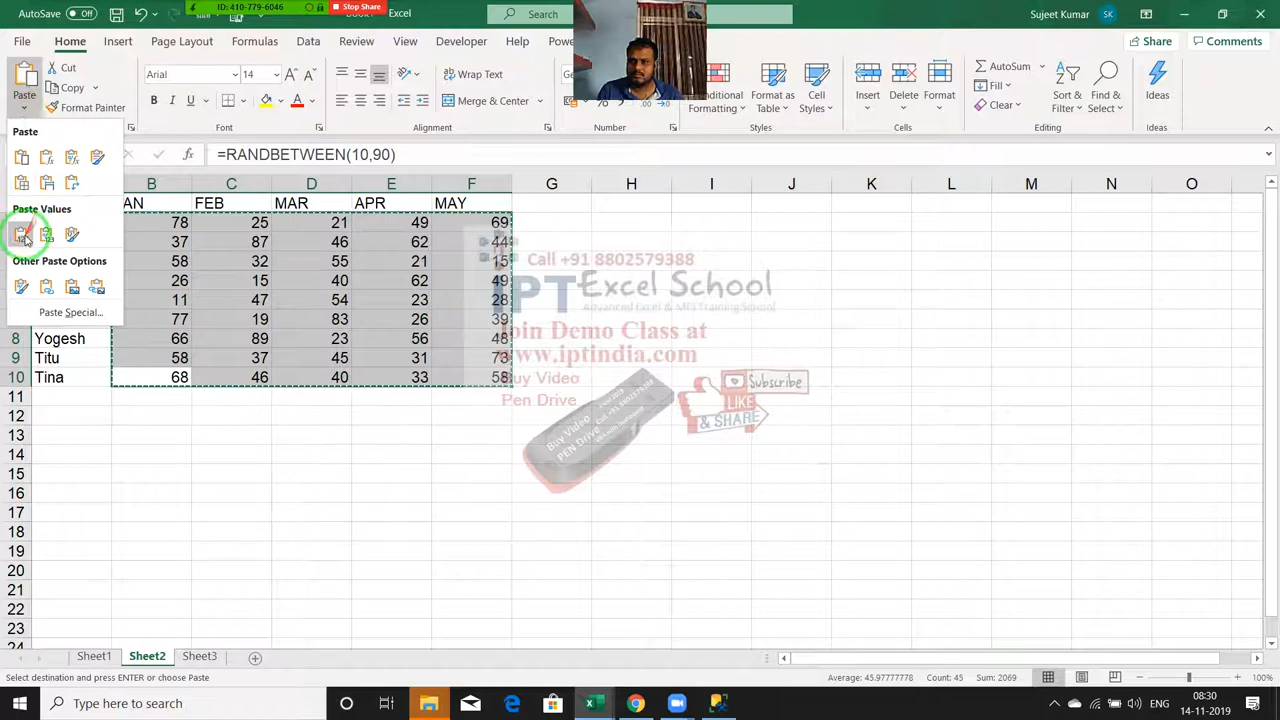 AutoSave Off
ID: 410-779-6046
Stop Share
Book1 - Excel
Search
Sujeet Kumar SK
File Home Insert Page Layout Formulas Data Review View Developer Help Pow
Share Comments
Paste
Cut
Copy
Format Painter
Arial 14
Wrap Text
Merge & Center
Conditional Formatting
Format as Table
Cell Styles
Insert Delete Format
AutoSum
Fill
Clear
Sort & Filter
Find & Select
Ideas
Font Alignment Number Styles Cells Editing Ideas
=RANDBETWEEN(10,90)
Paste
Paste Values
Other Paste Options
Paste Special...
B C D E F G H I J K L M N O
AN FEB MAR APR MAY
78 25 21 49 69
37 87 46 62 44
58 32 55 21 15
26 15 40 62 49
11 47 54 23 28
77 19 83 26 39
8 Yogesh 66 89 23 56 48
9 Titu 58 37 45 31 73
10 Tina 68 46 40 33 58
11
12
13
14
15
16
17
18
19
20
21
22
23
24
Call +91 8802579388
IPT Excel School
Advanced Excel & MIS Training School
Join Demo Class at
www.iptindia.com
Buy Video
Pen Drive
Buy Video
PEN Drive
Call +91 8802579388
Subscribe
LIKE
& SHARE
Sheet1 Sheet2 Sheet3
Select destination and press ENTER or choose Paste
Average: 45.97777778 Count: 45 Sum: 2069
100%
Type here to search
ENG
08:30
14-11-2019